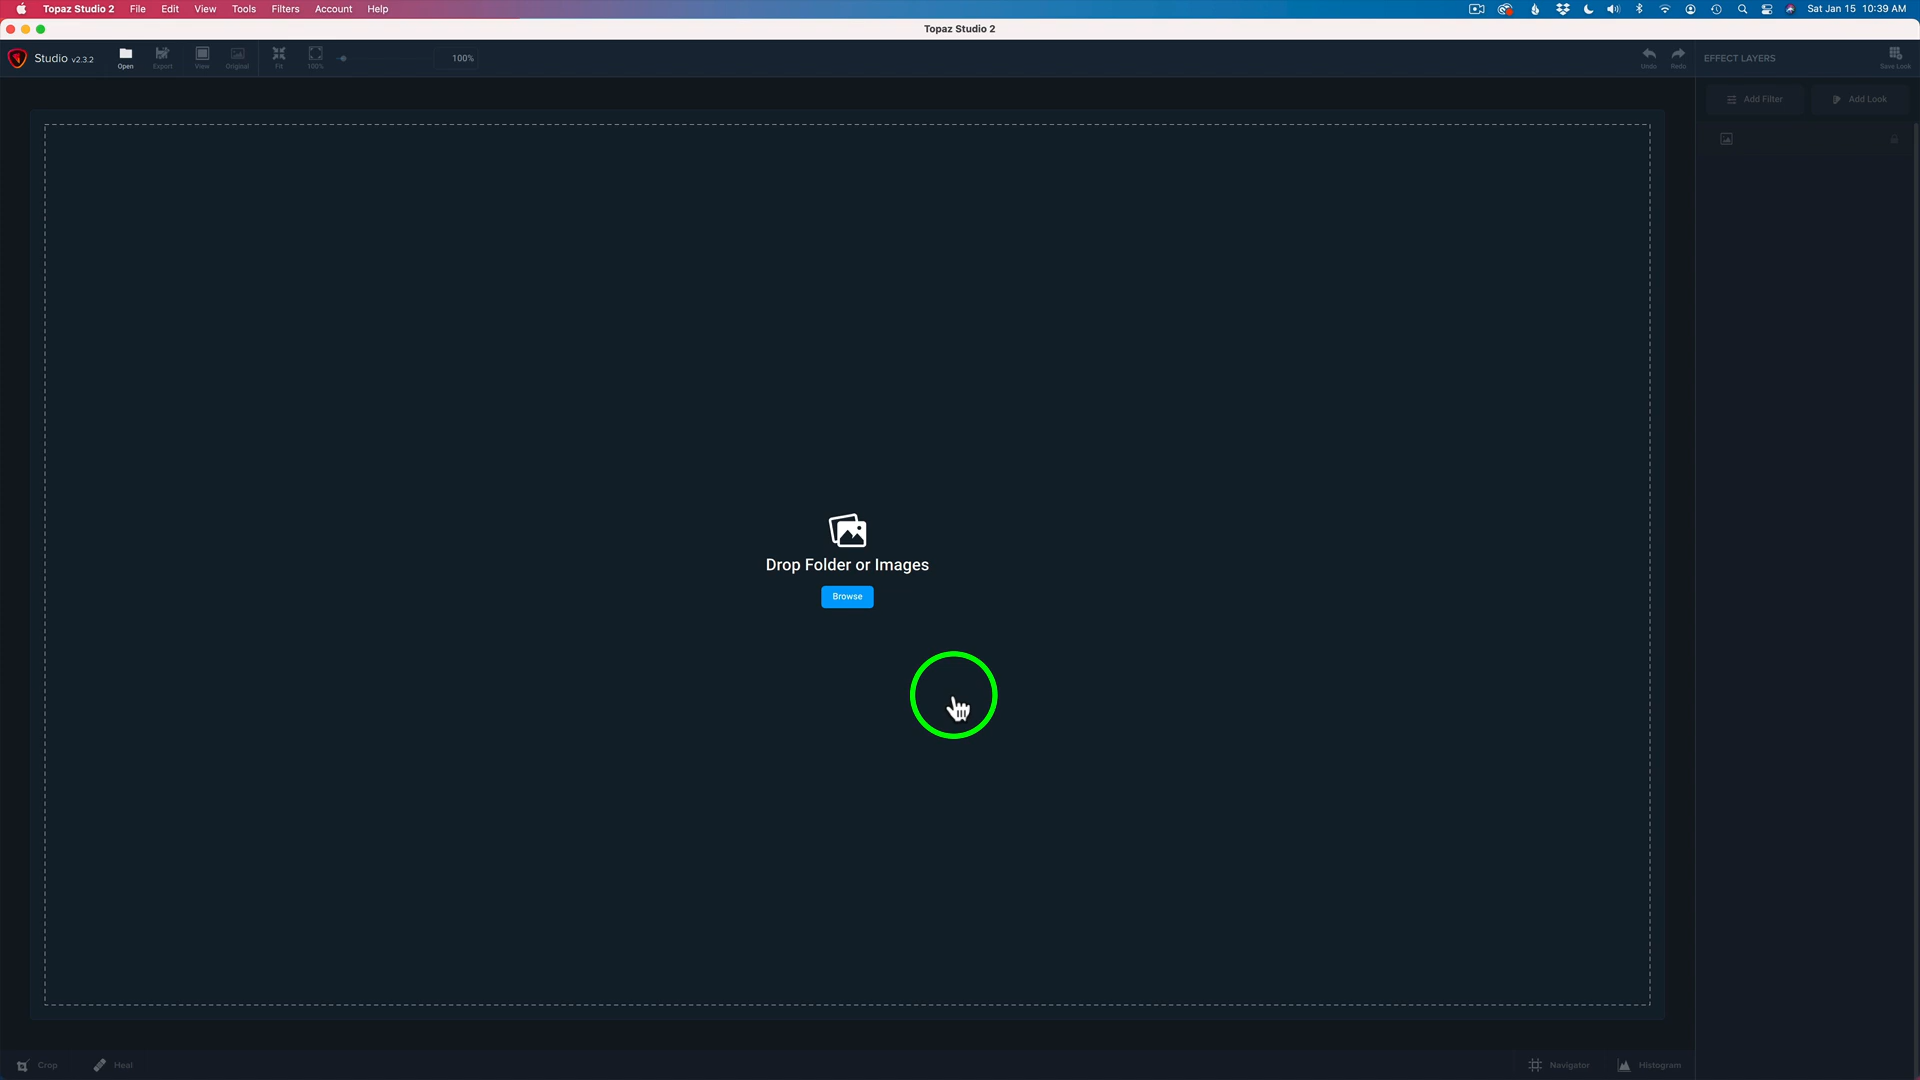 Topaz Studio 2 File Edit View Tools Filters Account Help Sat Jan 15 10:39 AM
Topaz Studio 2
Studio v2.3.2 Open Export View Original Fit 100% 100% Undo Redo EFFECT LAYERS Save Look
Add Filter Add Look
Drop Folder or Images
Browse
Crop Heal Navigator Histogram